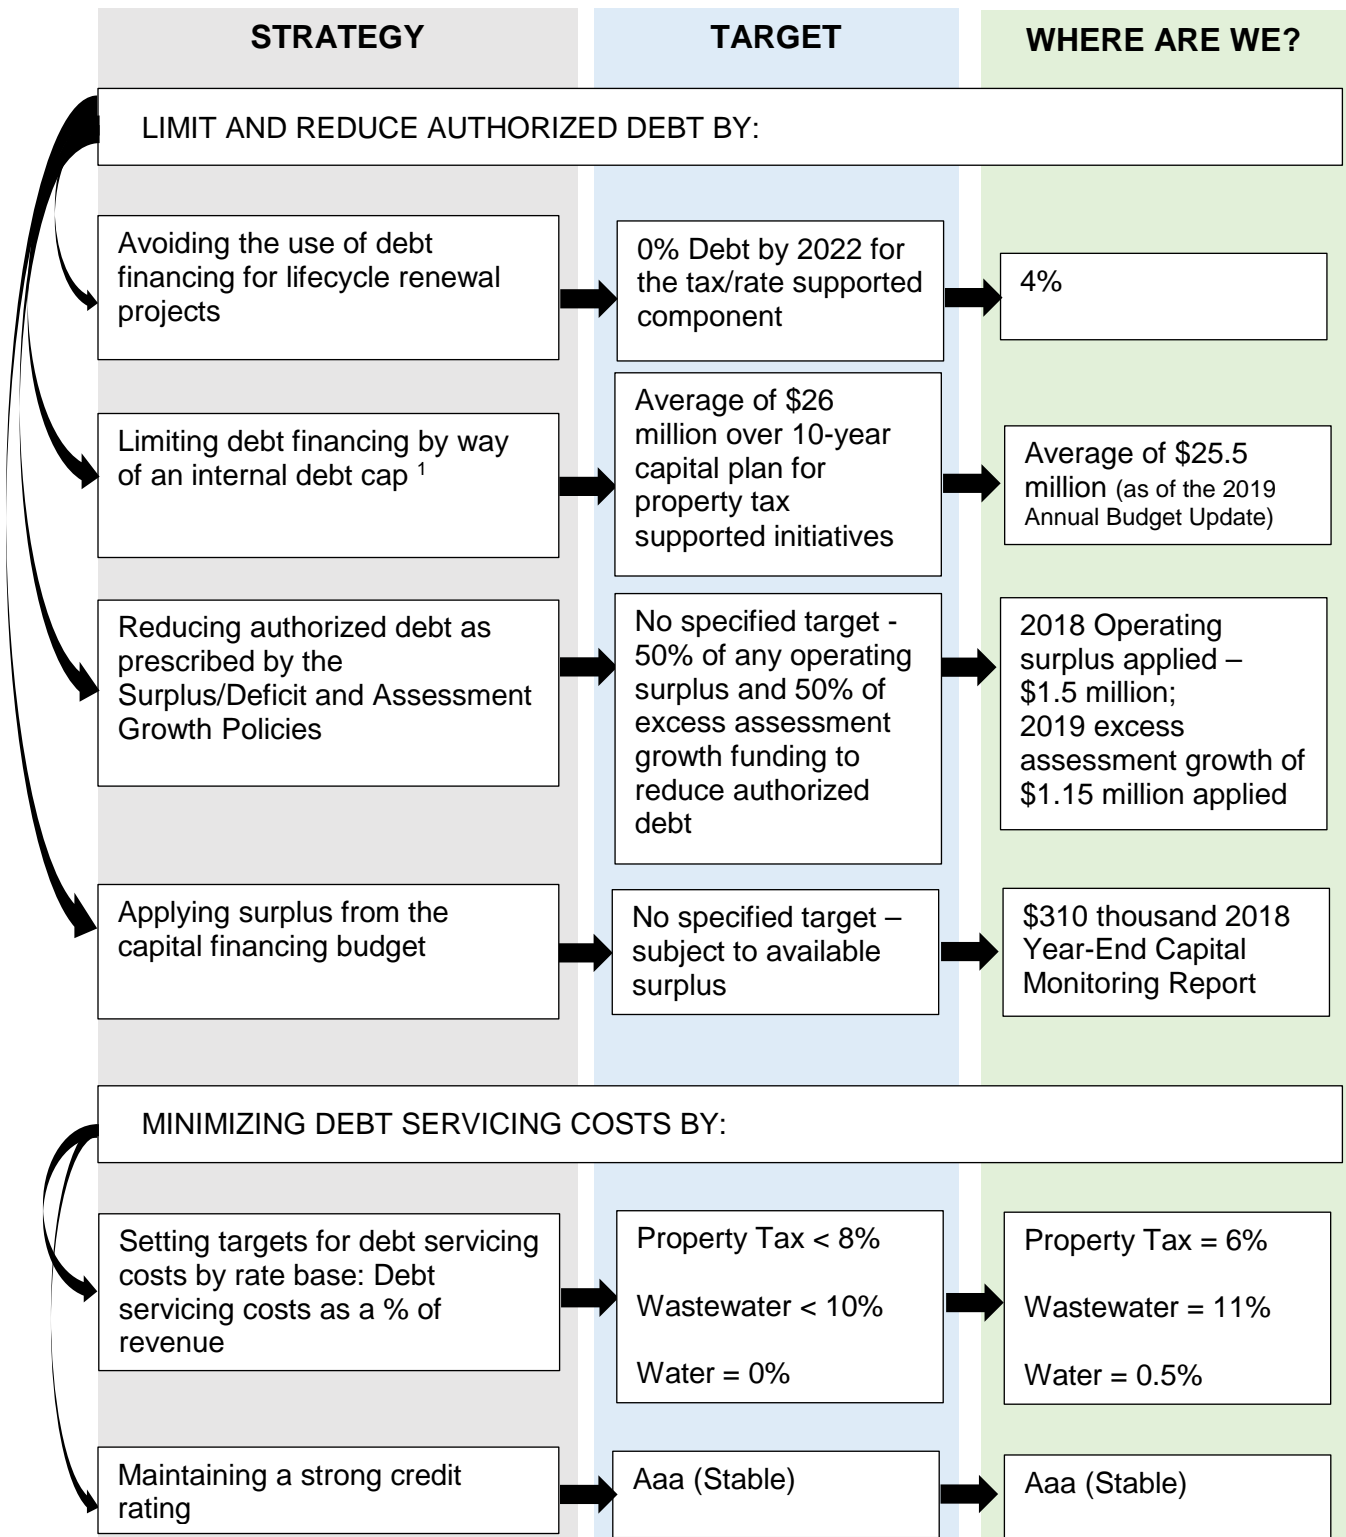 STRATEGY
TARGET
WHERE ARE WE?
LIMIT AND REDUCE AUTHORIZED DEBT BY:
Avoiding the use of debt
financing for lifecycle renewal
projects
0% Debt by 2022 for
the tax/rate supported
component
4%
Limiting debt financing by way
of an internal debt cap 1
Average of $26
million over 10-year
capital plan for
property tax
supported initiatives
Average of $25.5
million (as of the 2019
Annual Budget Update)
Reducing authorized debt as
prescribed by the
Surplus/Deficit and Assessment
Growth Policies
No specified target -
50% of any operating
surplus and 50% of
excess assessment
growth funding to
reduce authorized
debt
2018 Operating
surplus applied –
$1.5 million;
2019 excess
assessment growth of
$1.15 million applied
Applying surplus from the
capital financing budget
No specified target –
subject to available
surplus
$310 thousand 2018
Year-End Capital
Monitoring Report
MINIMIZING DEBT SERVICING COSTS BY:
Setting targets for debt servicing
costs by rate base: Debt
servicing costs as a % of
revenue
Property Tax < 8%
Wastewater < 10%
Water = 0%
Property Tax = 6%
Wastewater = 11%
Water = 0.5%
Maintaining a strong credit
rating
Aaa (Stable)
Aaa (Stable)